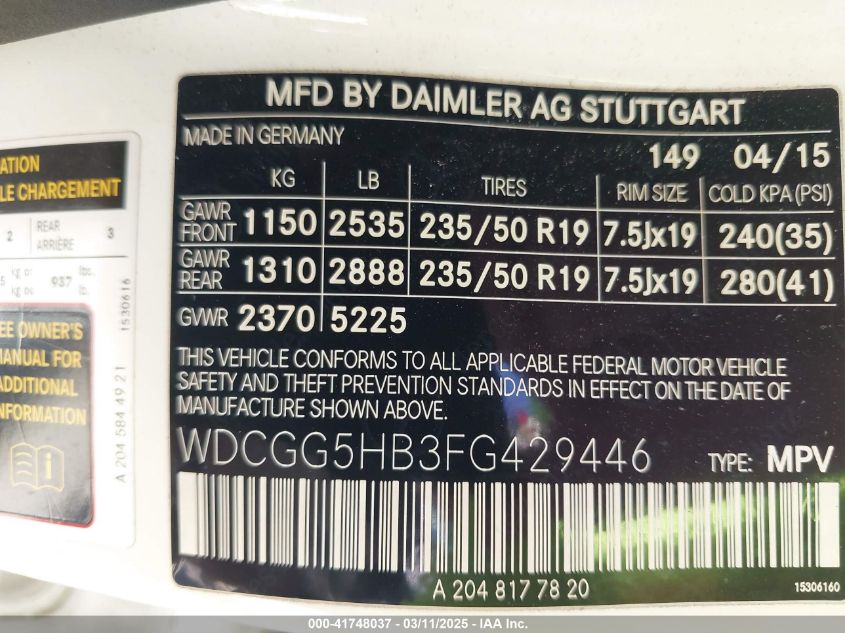 MFD BY DAIMLER AG STUTTGART
MADE IN GERMANY
149 04/15
KG LB TIRES RIM SIZE COLD KPA(PSI)
GAWR FRONT 1150 2535 235/50 R19 7.5Jx19 240(35)
GAWR REAR 1310 2888 235/50 R19 7.5Jx19 280(41)
GVWR 2370 5225
THIS VEHICLE CONFORMS TO ALL APPLICABLE FEDERAL MOTOR VEHICLE
SAFETY AND THEFT PREVENTION STANDARDS IN EFFECT ON THE DATE OF
MANUFACTURE SHOWN ABOVE.
WDCGG5HB3FG429446 TYPE: MPV
A 204 817 78 20
15306160
CHARGEMENT
2 REAR ARRIÈRE 3
937
OWNER'S
MANUAL FOR
ADDITIONAL
INFORMATION
A 204 584 49 21
1530616
000-41748037 - 03/11/2025 - IAA Inc.